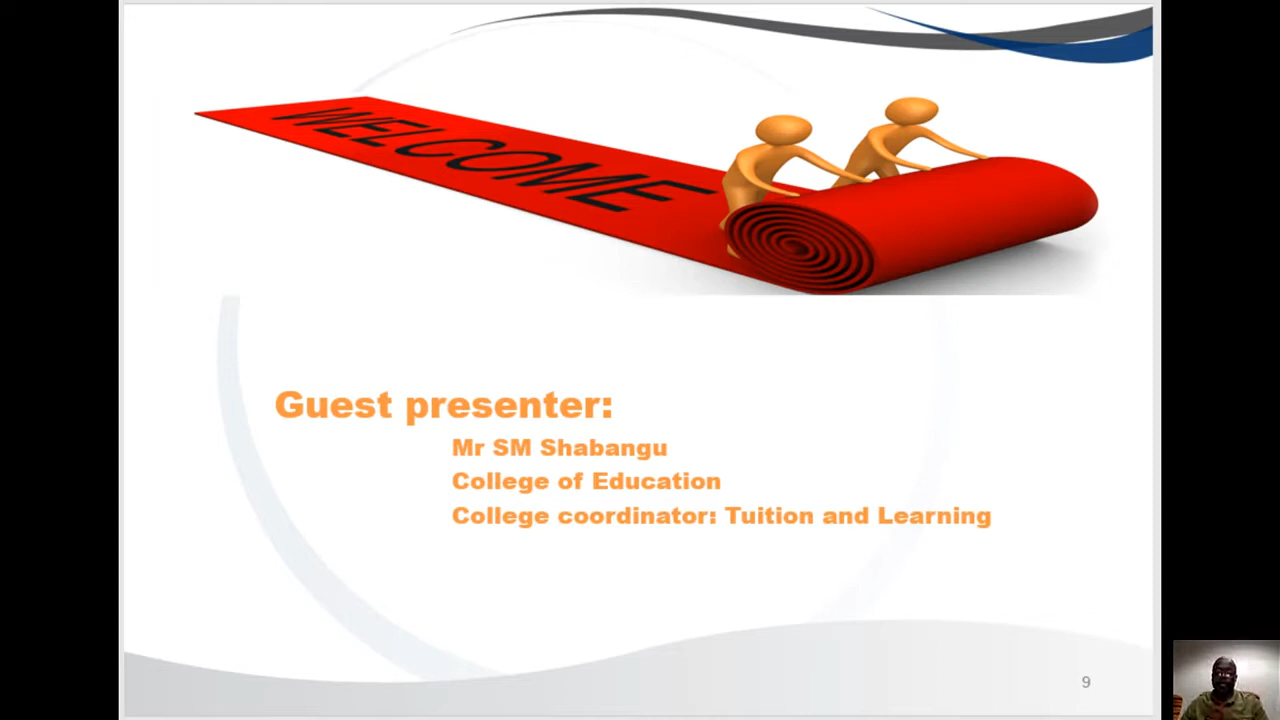 WELCOME
Guest presenter:
Mr SM Shabangu
College of Education
College coordinator: Tuition and Learning
9